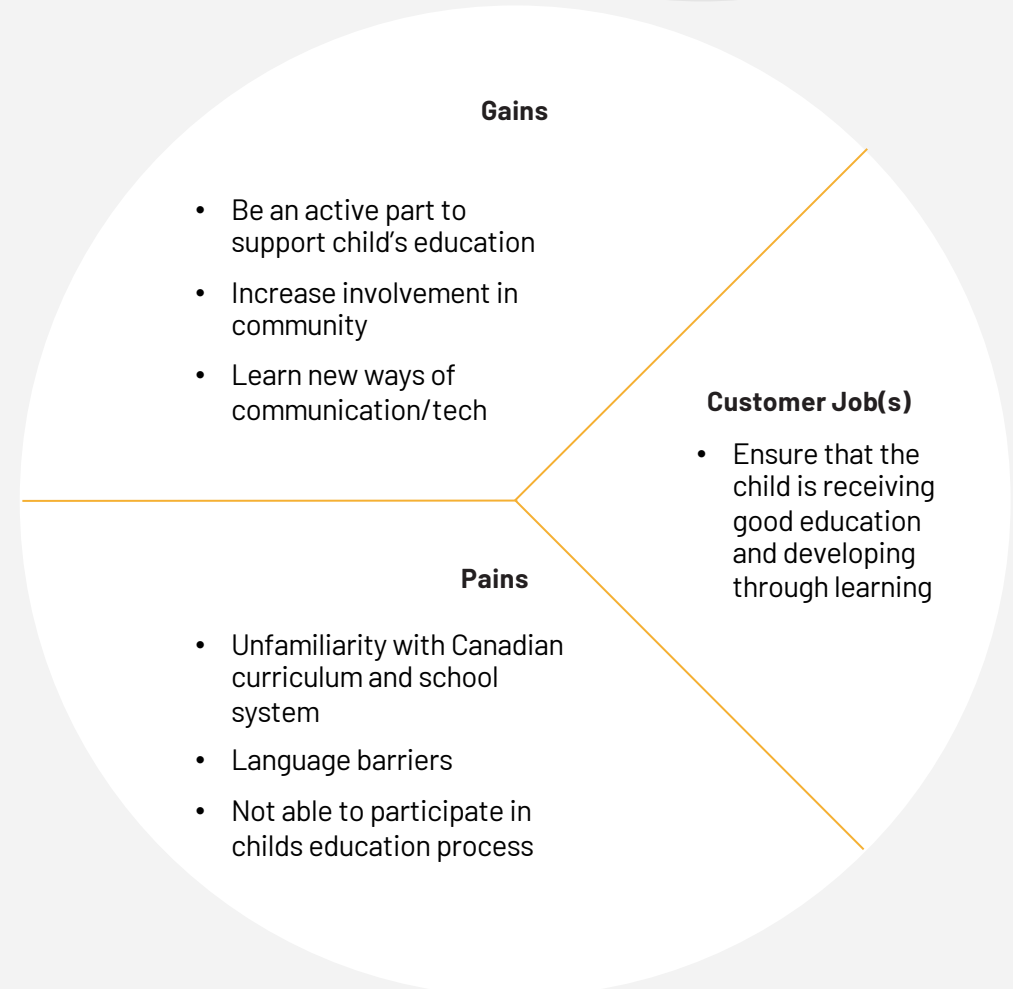 Gains
• Be an active part to
support child's education
• Increase involvement in
community
• Learn new ways of
communication/tech
Customer Job(s)
• Ensure that the
child is receiving
good education
and developing
through learning
Pains
• Unfamiliarity with Canadian
curriculum and school
system
• Language barriers
• Not able to participate in
childs education process